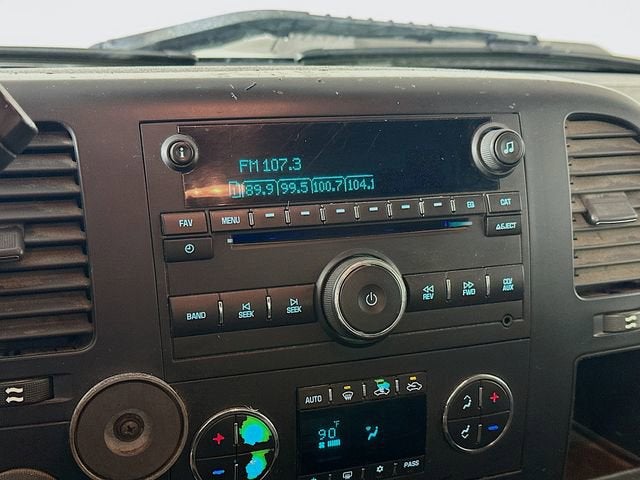 FM 107.3
1 89.9 99.5 100.7 104.1
FAV MENU EQ CAT
EJECT
BAND SEEK SEEK REV FWD CD/AUX
AUTO
90°F
PASS